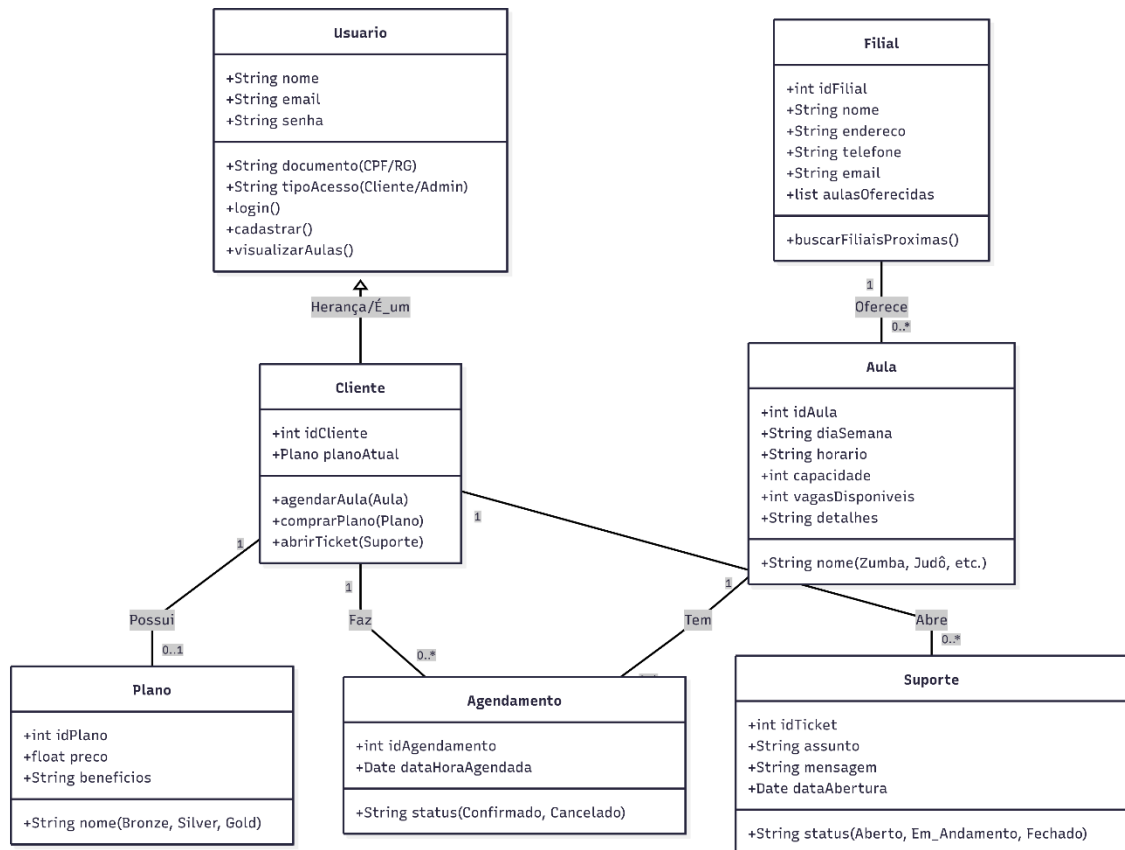 Usuario
+String nome
+String email
+String senha
+String documento(CPF/RG)
+String tipoAcesso(Cliente/Admin)
+login()
+cadastrar()
+visualizarAulas()
Filial
+int idFilial
+String nome
+String endereco
+String telefone
+String email
+list aulasOferecidas
+buscarFiliaisProximas()
Herança/É_um
1
Oferece
0..*
Cliente
+int idCliente
+Plano planoAtual
+agendarAula(Aula)
+comprarPlano(Plano)
+abrirTicket(Suporte)
Aula
+int idAula
+String diaSemana
+String horario
+int capacidade
+int vagasDisponiveis
+String detalhes
+String nome(Zumba, Judô, etc.)
1
Possui
0..1
1
Faz
0..*
1
Tem
1
Abre
0..*
Plano
+int idPlano
+float preco
+String beneficios
+String nome(Bronze, Silver, Gold)
Agendamento
+int idAgendamento
+Date dataHoraAgendada
+String status(Confirmado, Cancelado)
Suporte
+int idTicket
+String assunto
+String mensagem
+Date dataAbertura
+String status(Aberto, Em_Andamento, Fechado)